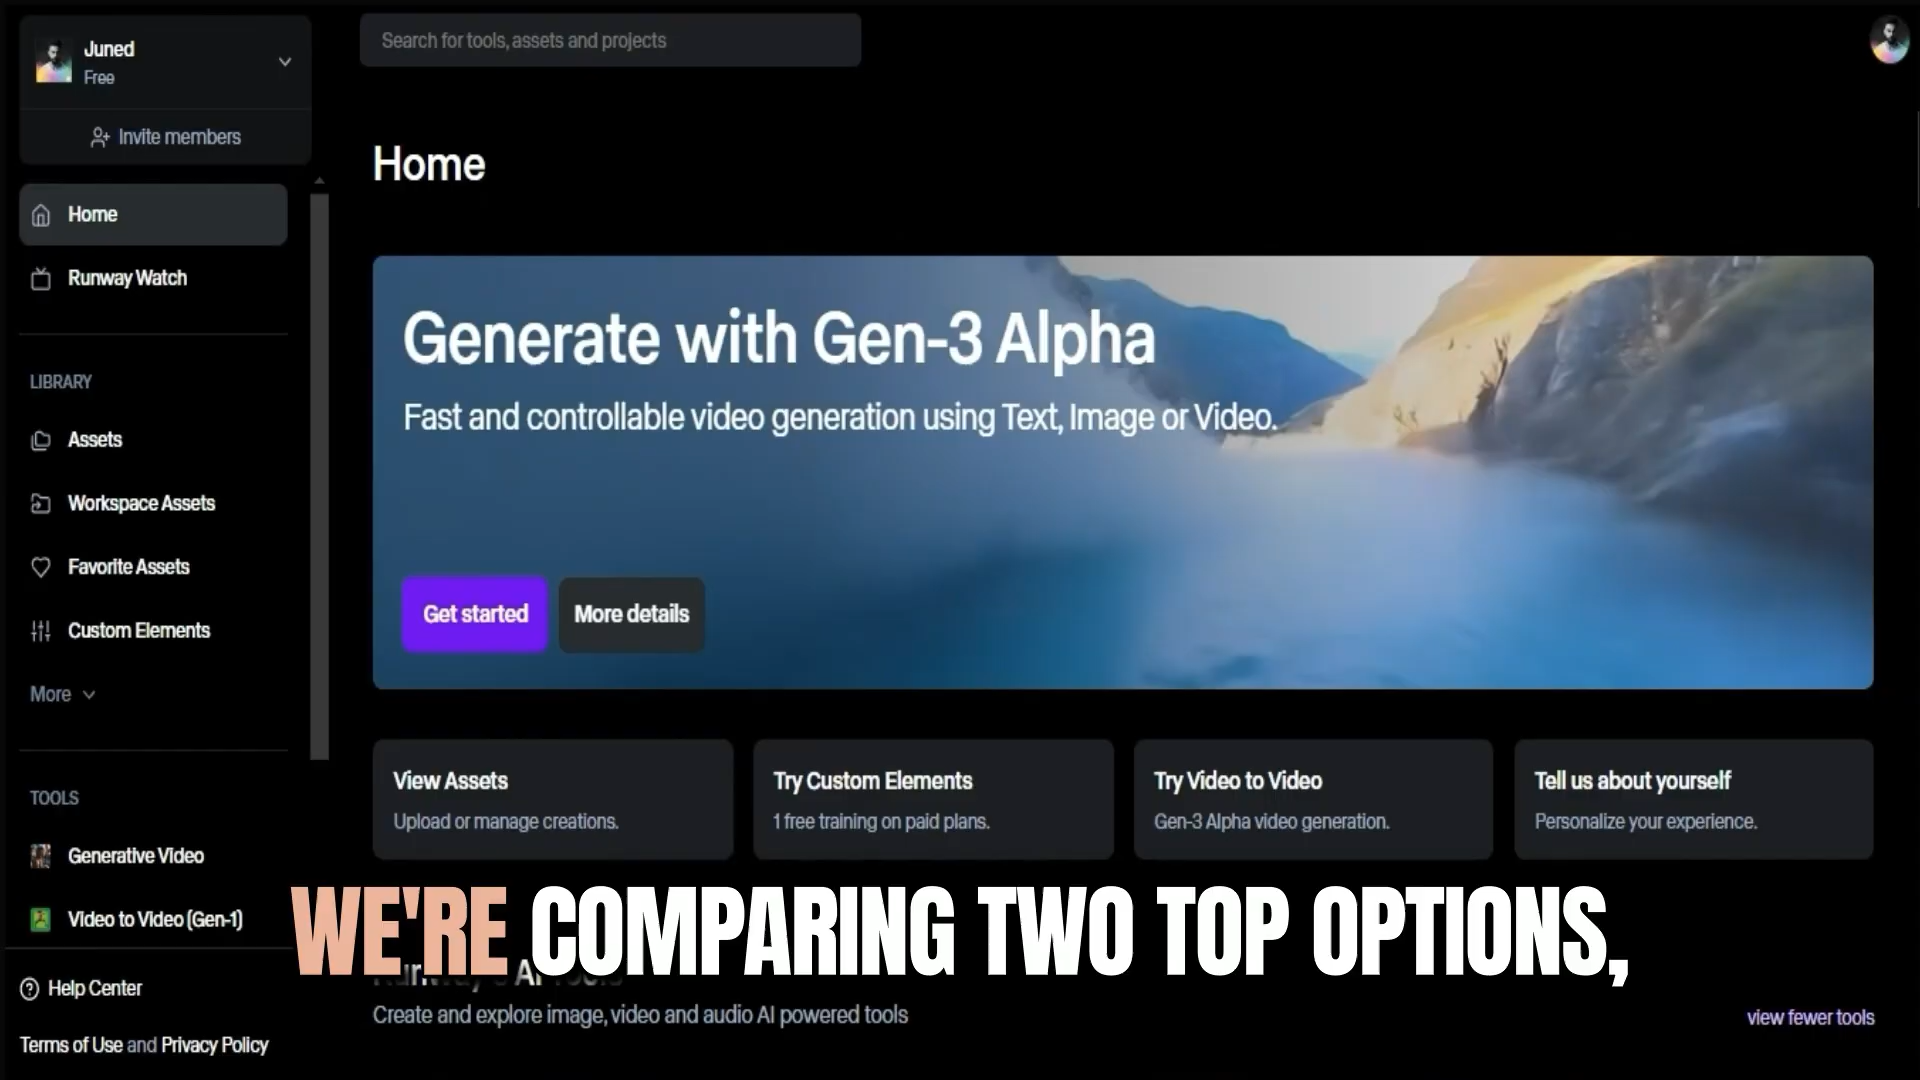 Juned
Free
Invite members
Home
Runway Watch
LIBRARY
Assets
Workspace Assets
Favorite Assets
Custom Elements
More
TOOLS
Generative Video
Video to Video (Gen-1)
Help Center
Terms of Use and Privacy Policy
Search for tools, assets and projects
Home
Generate with Gen-3 Alpha
Fast and controllable video generation using Text, Image or Video.
Get started
More details
View Assets
Upload or manage creations.
Try Custom Elements
1 free training on paid plans.
Try Video to Video
Gen-3 Alpha video generation.
Tell us about yourself
Personalize your experience.
WE'RE COMPARING TWO TOP OPTIONS,
Create and explore image, video and audio AI powered tools
view fewer tools